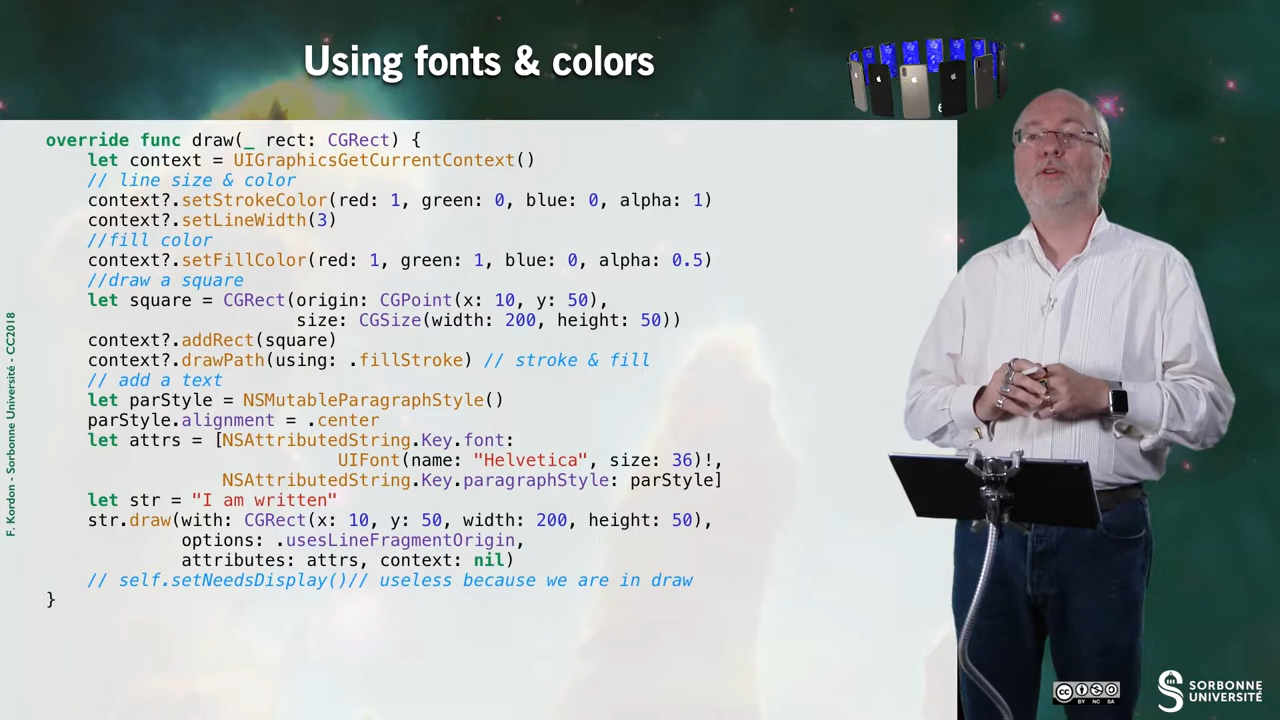 Using fonts & colors
override func draw(_ rect: CGRect) {
    let context = UIGraphicsGetCurrentContext()
    // line size & color
    context?.setStrokeColor(red: 1, green: 0, blue: 0, alpha: 1)
    context?.setLineWidth(3)
    //fill color
    context?.setFillColor(red: 1, green: 1, blue: 0, alpha: 0.5)
    //draw a square
    let square = CGRect(origin: CGPoint(x: 10, y: 50),
                        size: CGSize(width: 200, height: 50))
    context?.addRect(square)
    context?.drawPath(using: .fillStroke) // stroke & fill
    // add a text
    let parStyle = NSMutableParagraphStyle()
    parStyle.alignment = .center
    let attrs = [NSAttributedString.Key.font:
                            UIFont(name: "Helvetica", size: 36)!,
                 NSAttributedString.Key.paragraphStyle: parStyle]
    let str = "I am written"
    str.draw(with: CGRect(x: 10, y: 50, width: 200, height: 50),
             options: .usesLineFragmentOrigin,
             attributes: attrs, context: nil)
    // self.setNeedsDisplay()// useless because we are in draw
}
F. Kordon - Sorbonne Université - CC2018
cc
BY NC SA
SORBONNE
UNIVERSITÉ